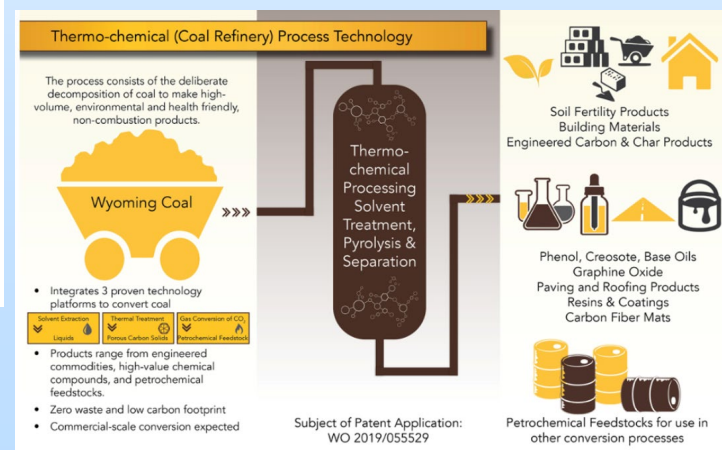 Thermo-chemical (Coal Refinery) Process Technology
The process consists of the deliberate
decomposition of coal to make high-
volume, environmental and health friendly,
non-combustion products.
Wyoming Coal
• Integrates 3 proven technology
platforms to convert coal
Solvent Extraction
Liquids
Thermal Treatment
Porous Carbon Solids
Gas Conversion of CO₂
Petrochemical Feedstock
• Products range from engineered
commodities, high-value chemical
compounds, and petrochemical
feedstocks.
• Zero waste and low carbon footprint
• Commercial-scale conversion expected
Thermo-
chemical
Processing
Solvent
Treatment,
Pyrolysis &
Separation
Subject of Patent Application:
WO 2019/055529
Soil Fertility Products
Building Materials
Engineered Carbon & Char Products
Phenol, Creosote, Base Oils
Graphine Oxide
Paving and Roofing Products
Resins & Coatings
Carbon Fiber Mats
Petrochemical Feedstocks for use in
other conversion processes